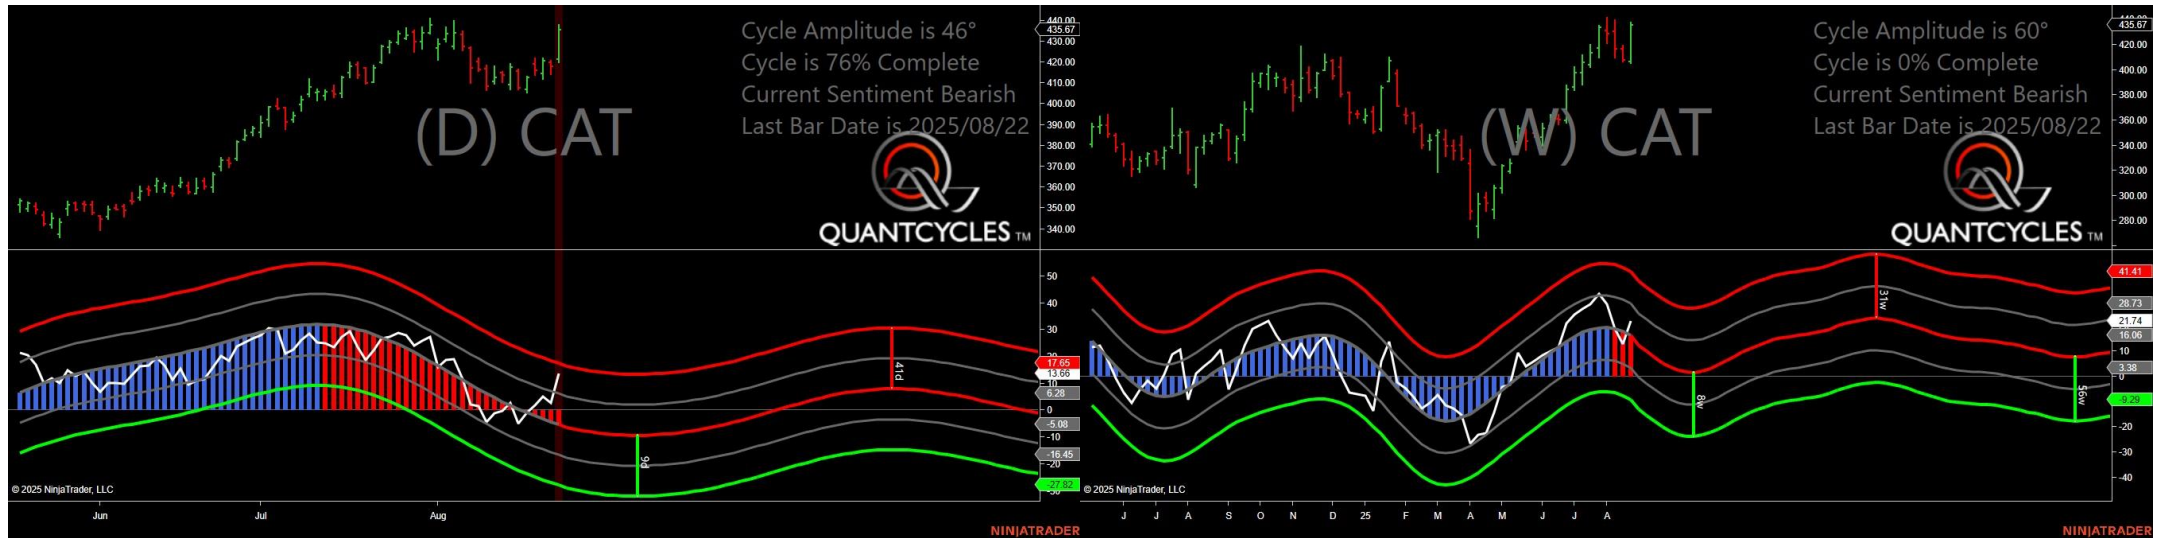 Cycle Amplitude is 46°
Cycle is 76% Complete
Current Sentiment Bearish
Last Bar Date is 2025/08/22
(D) CAT
QUANTCYCLES TM
440.00
435.67
430.00
420.00
410.00
400.00
390.00
380.00
370.00
360.00
350.00
340.00
50
40
30
17.65
13.66
10
6.28
0
-5.08
-10
-16.45
-20
-27.82
41d
9d
© 2025 NinjaTrader, LLC
Jun
Jul
Aug
NINJATRADER
Cycle Amplitude is 60°
Cycle is 0% Complete
Current Sentiment Bearish
Last Bar Date is 2025/08/22
(W) CAT
QUANTCYCLES TM
435.67
420.00
400.00
380.00
360.00
340.00
320.00
300.00
280.00
41.41
28.73
21.74
16.06
10
3.38
0
-9.29
-20
-30
-40
31w
8w
56w
© 2025 NinjaTrader, LLC
J J A S O N D 25 F M A M J J A
NINJATRADER